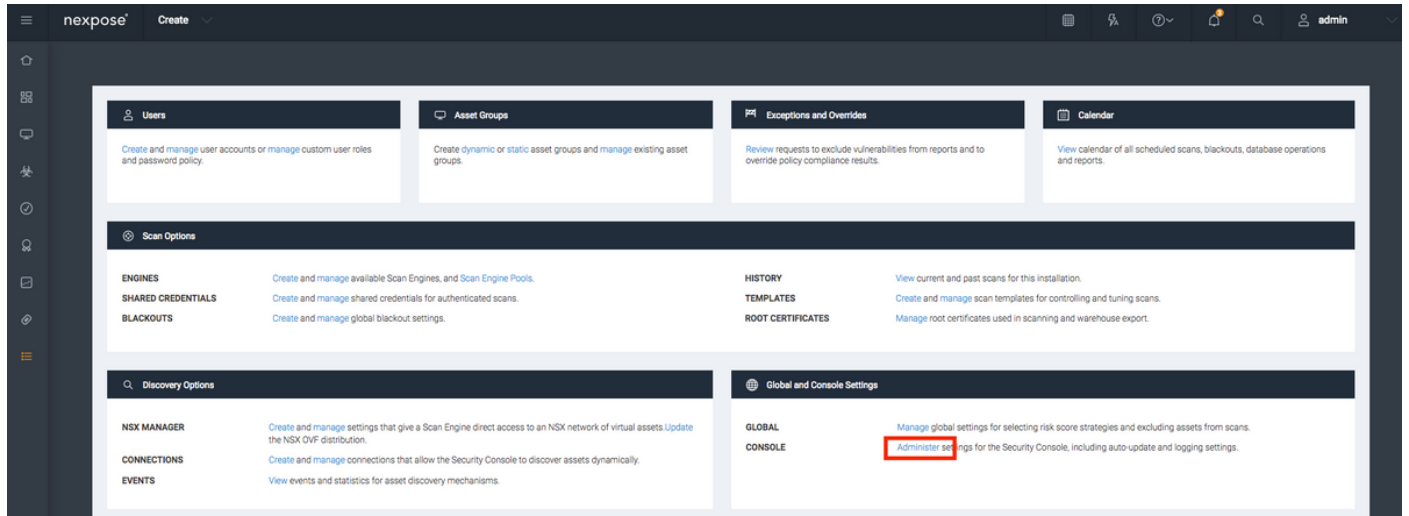 nexpose Create admin
Users
Create and manage user accounts or manage custom user roles
and password policy.
Asset Groups
Create dynamic or static asset groups and manage existing asset
groups.
Exceptions and Overrides
Review requests to exclude vulnerabilities from reports and to
override policy compliance results.
Calendar
View calendar of all scheduled scans, blackouts, database operations
and reports.
Scan Options
ENGINES Create and manage available Scan Engines, and Scan Engine Pools.
SHARED CREDENTIALS Create and manage shared credentials for authenticated scans.
BLACKOUTS Create and manage global blackout settings.
HISTORY View current and past scans for this installation.
TEMPLATES Create and manage scan templates for controlling and tuning scans.
ROOT CERTIFICATES Manage root certificates used in scanning and warehouse export.
Discovery Options
NSX MANAGER Create and manage settings that give a Scan Engine direct access to an NSX network of virtual assets.Update
the NSX OVF distribution.
CONNECTIONS Create and manage connections that allow the Security Console to discover assets dynamically.
EVENTS View events and statistics for asset discovery mechanisms.
Global and Console Settings
GLOBAL Manage global settings for selecting risk score strategies and excluding assets from scans.
CONSOLE Administer settings for the Security Console, including auto-update and logging settings.